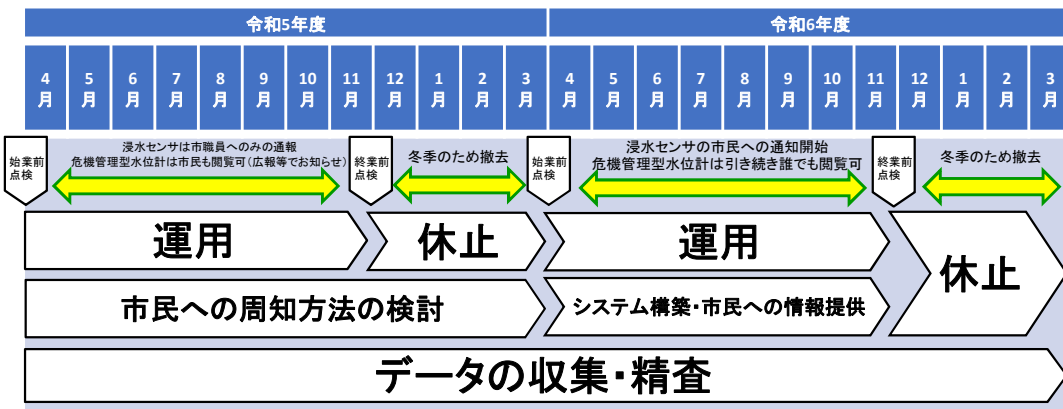 令和5年度
令和6年度
4月
5月
6月
7月
8月
9月
10月
11月
12月
1月
2月
3月
4月
5月
6月
7月
8月
9月
10月
11月
12月
1月
2月
3月
始業前点検
浸水センサは市職員へのみの通報
危機管理型水位計は市民も閲覧可(広報等でお知らせ)
終業前点検
冬季のため撤去
始業前点検
浸水センサの市民への通知開始
危機管理型水位計は引き続き誰でも閲覧可
終業前点検
冬季のため撤去
運用
休止
運用
休止
市民への周知方法の検討
システム構築・市民への情報提供
データの収集・精査